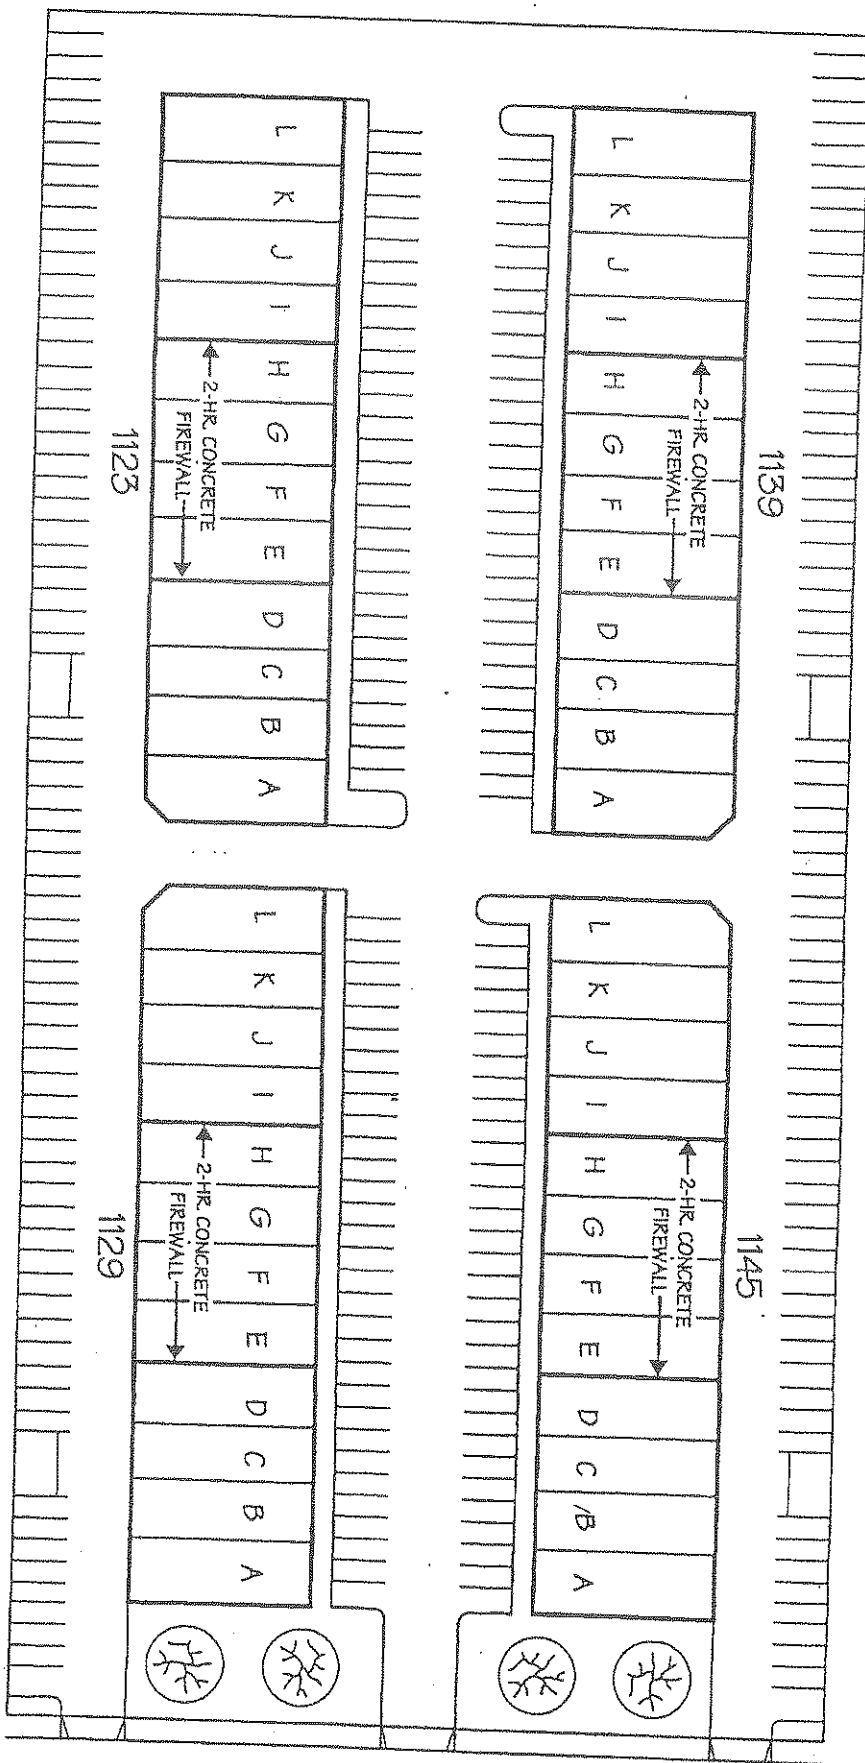 L
K
J
I
H
G
F
E
D
C
B
A
2-HR. CONCRETE
FIREWALL
1123
L
K
J
I
H
G
F
E
D
C
B
A
2-HR. CONCRETE
FIREWALL
1139
L
K
J
I
H
G
F
E
D
C
B
A
2-HR. CONCRETE
FIREWALL
1129
L
K
J
I
H
G
F
E
D
C
B
A
2-HR. CONCRETE
FIREWALL
1145